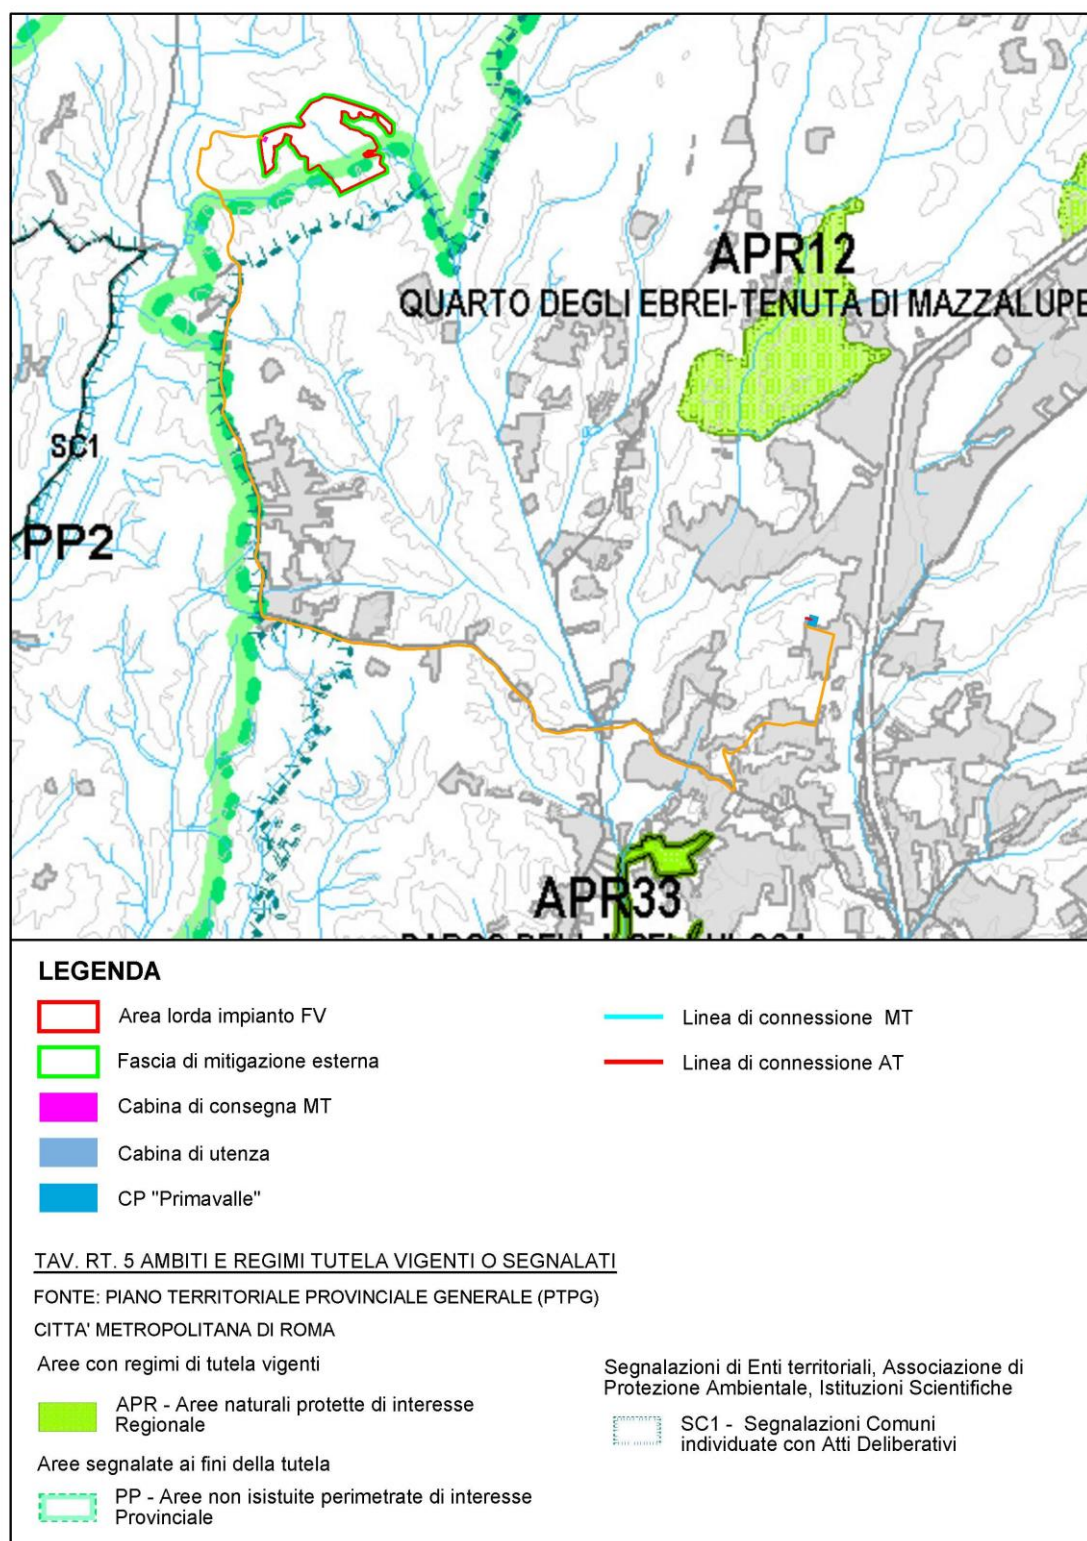 APR12
QUARTO DEGLI EBREI-TENUTA DI MAZZALUPE
SC1
PP2
APR33
LEGENDA
Area lorda impianto FV
Fascia di mitigazione esterna
Cabina di consegna MT
Cabina di utenza
CP "Primavalle"
Linea di connessione MT
Linea di connessione AT
TAV. RT. 5 AMBITI E REGIMI TUTELA VIGENTI O SEGNALATI
FONTE: PIANO TERRITORIALE PROVINCIALE GENERALE (PTPG)
CITTA' METROPOLITANA DI ROMA
Aree con regimi di tutela vigenti
APR - Aree naturali protette di interesse
Regionale
Aree segnalate ai fini della tutela
PP - Aree non isistuite perimetrate di interesse
Provinciale
Segnalazioni di Enti territoriali, Associazione di
Protezione Ambientale, Istituzioni Scientifiche
SC1 - Segnalazioni Comuni
individuate con Atti Deliberativi